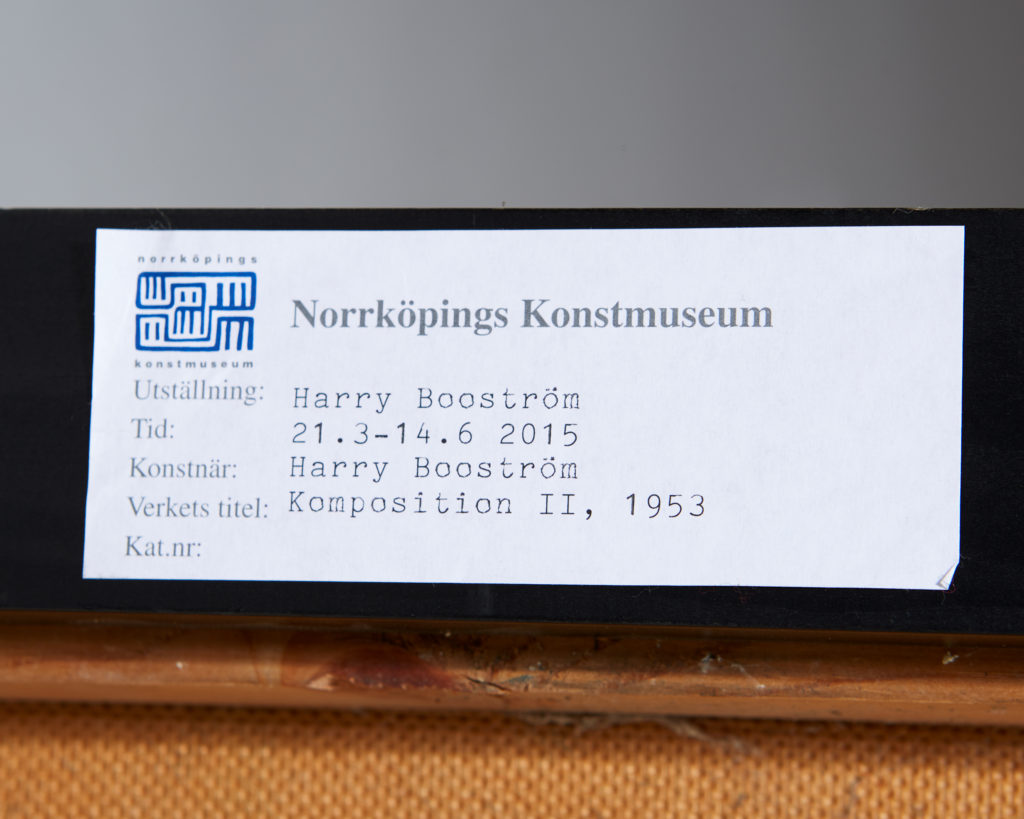 norrköpings
konstmuseum
Norrköpings Konstmuseum
Utställning: Harry Booström
Tid: 21.3-14.6 2015
Konstnär: Harry Booström
Verkets titel: Komposition II, 1953
Kat.nr: